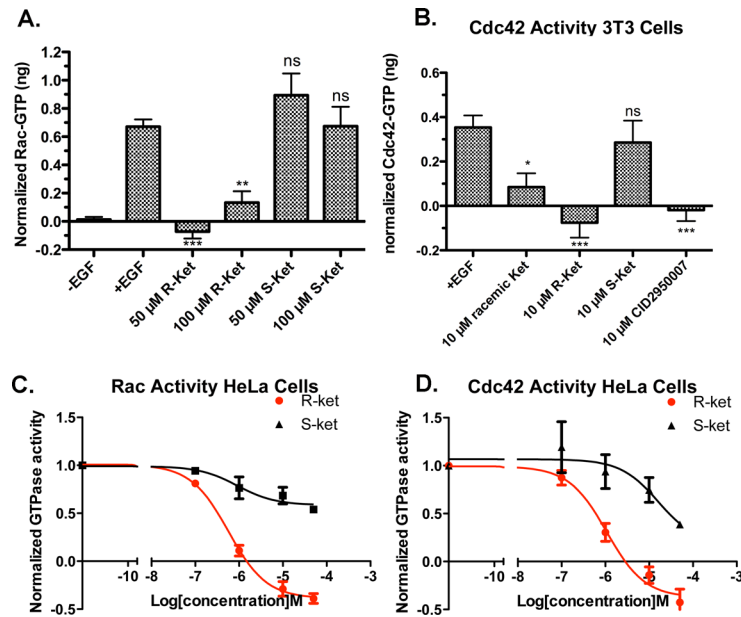 A.
Normalized Rac-GTP (ng)
1.2
1.0
0.8
0.6
0.4
0.2
0.0
-0.2
ns
ns
**
***
-EGF
+EGF
50 µM R-Ket
100 µM R-Ket
50 µM S-Ket
100 µM S-Ket
B.
Cdc42 Activity 3T3 Cells
normalized Cdc42-GTP (ng)
0.6
0.4
0.2
0.0
-0.2
*
***
ns
***
+EGF
10 µM racemic Ket
10 µM R-Ket
10 µM S-Ket
10 µM CID2950007
C.
Rac Activity HeLa Cells
R-ket
S-ket
Normalized GTPase activity
1.5
1.0
0.5
0.0
-0.5
-10
-8
-7
-6
-5
-4
-3
Log[concentration]M
D.
Cdc42 Activity HeLa Cells
R-ket
S-ket
Normalized GTPase activity
1.5
1.0
0.5
0.0
-0.5
-10
-8
-7
-6
-5
-4
-3
Log[concentration]M